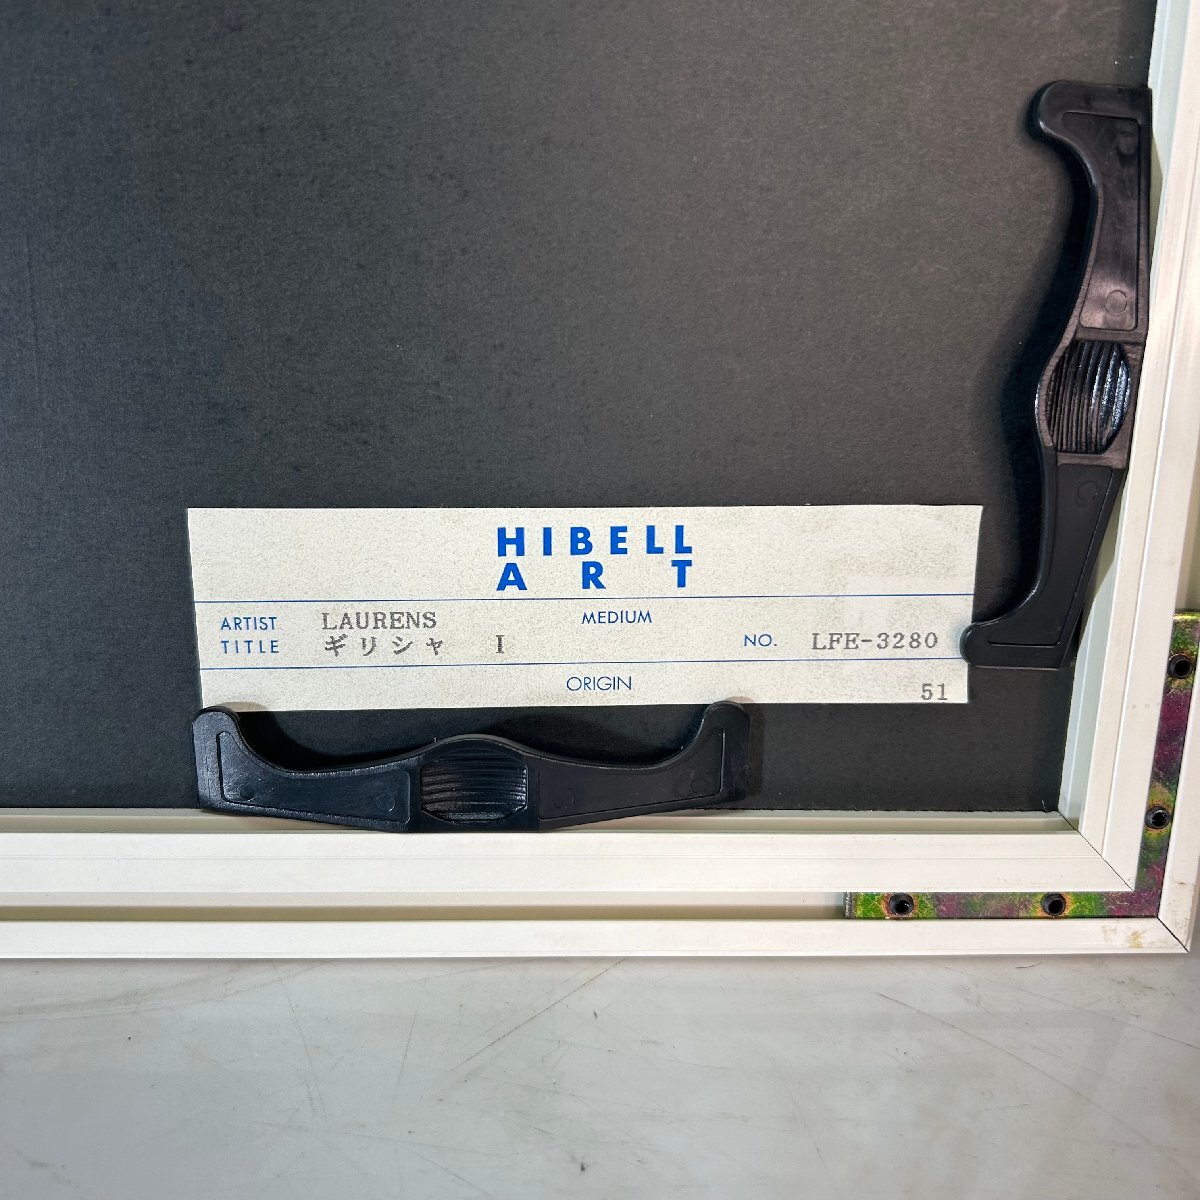 HIBELL
ART
ARTIST LAURENS MEDIUM
TITLE ギリシャ I NO. LFE-3280
ORIGIN
51